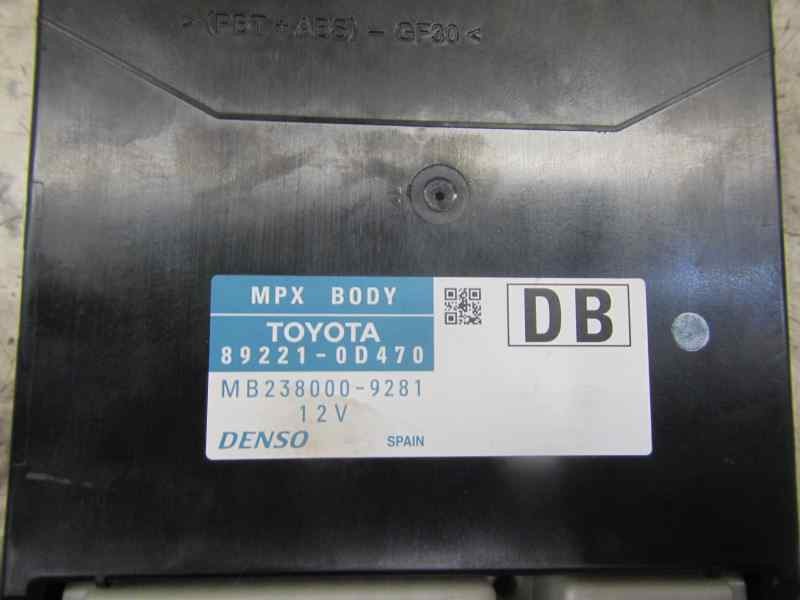 >(PBT+ABS)-GF30<
MPX BODY
TOYOTA
89221-0D470
MB238000-9281
12V
DENSO SPAIN
DB